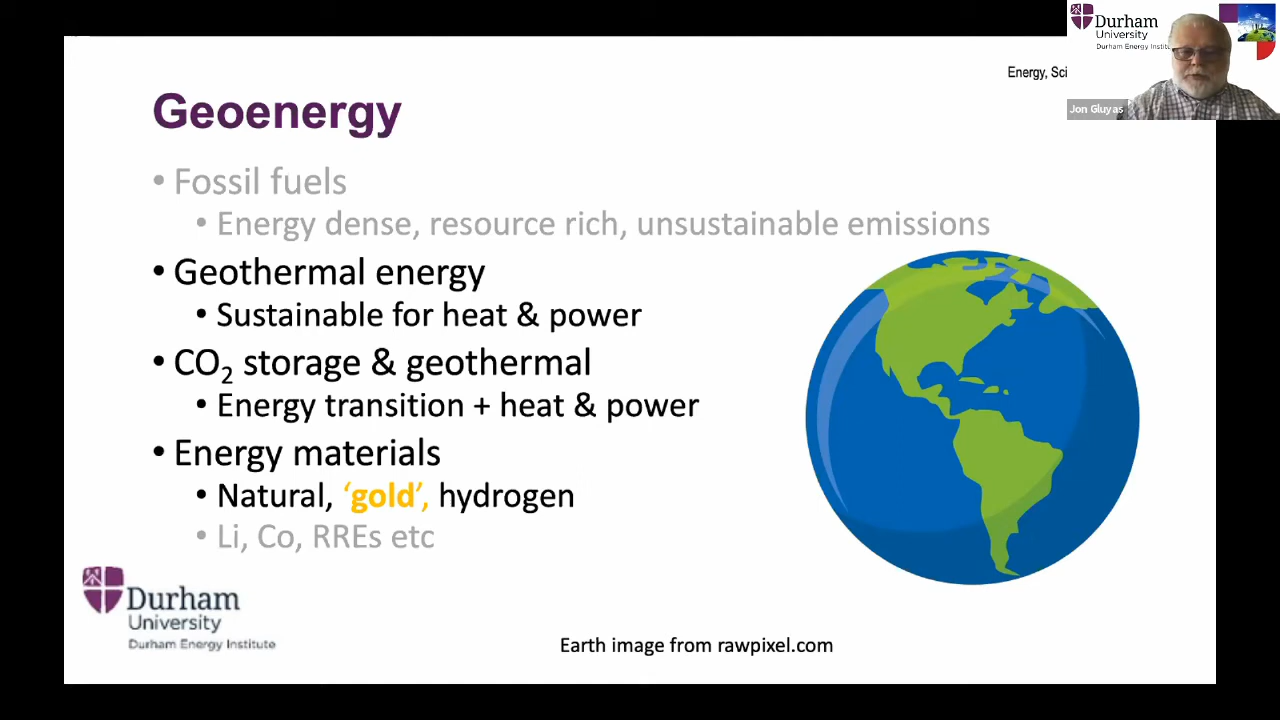 Durham
University
Durham Energy Institu
Energy, Sci
Jon Gluyas
Geoenergy
• Fossil fuels
• Energy dense, resource rich, unsustainable emissions
• Geothermal energy
• Sustainable for heat & power
• CO2 storage & geothermal
• Energy transition + heat & power
• Energy materials
• Natural, ‘gold’, hydrogen
• Li, Co, RREs etc
Durham
University
Durham Energy Institute
Earth image from rawpixel.com